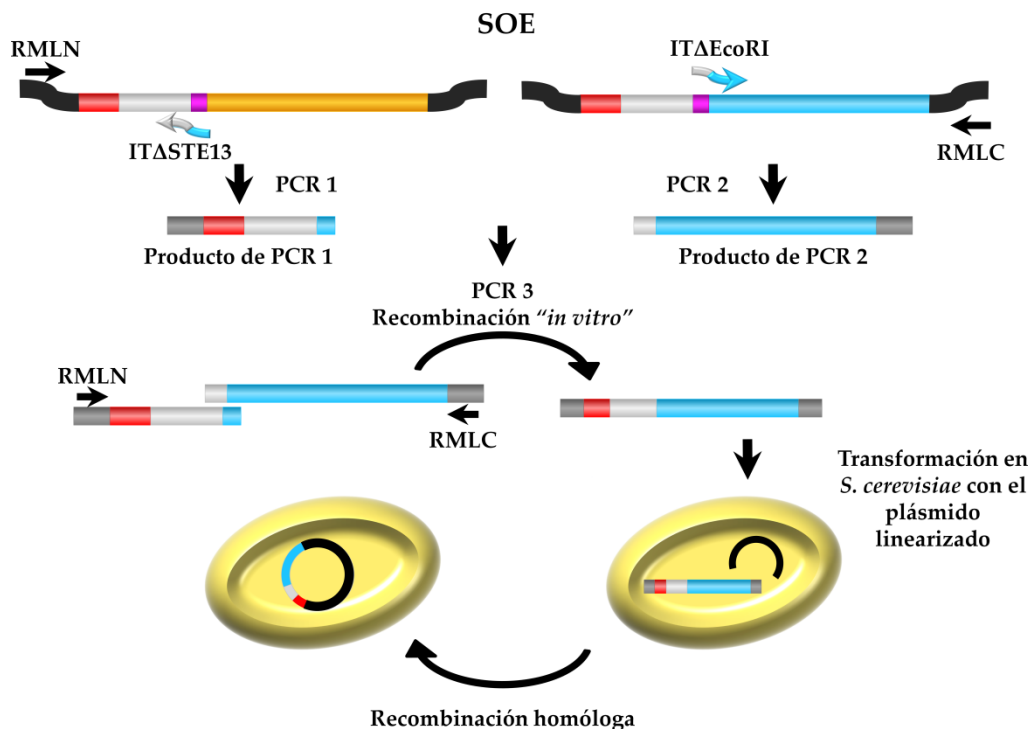 SOE
RMLN
ITΔEcoRI
ITΔSTE13
RMLC
PCR 1
PCR 2
Producto de PCR 1
Producto de PCR 2
PCR 3
Recombinación “in vitro”
RMLN
RMLC
Transformación en
S. cerevisiae con el
plásmido
linearizado
Recombinación homóloga